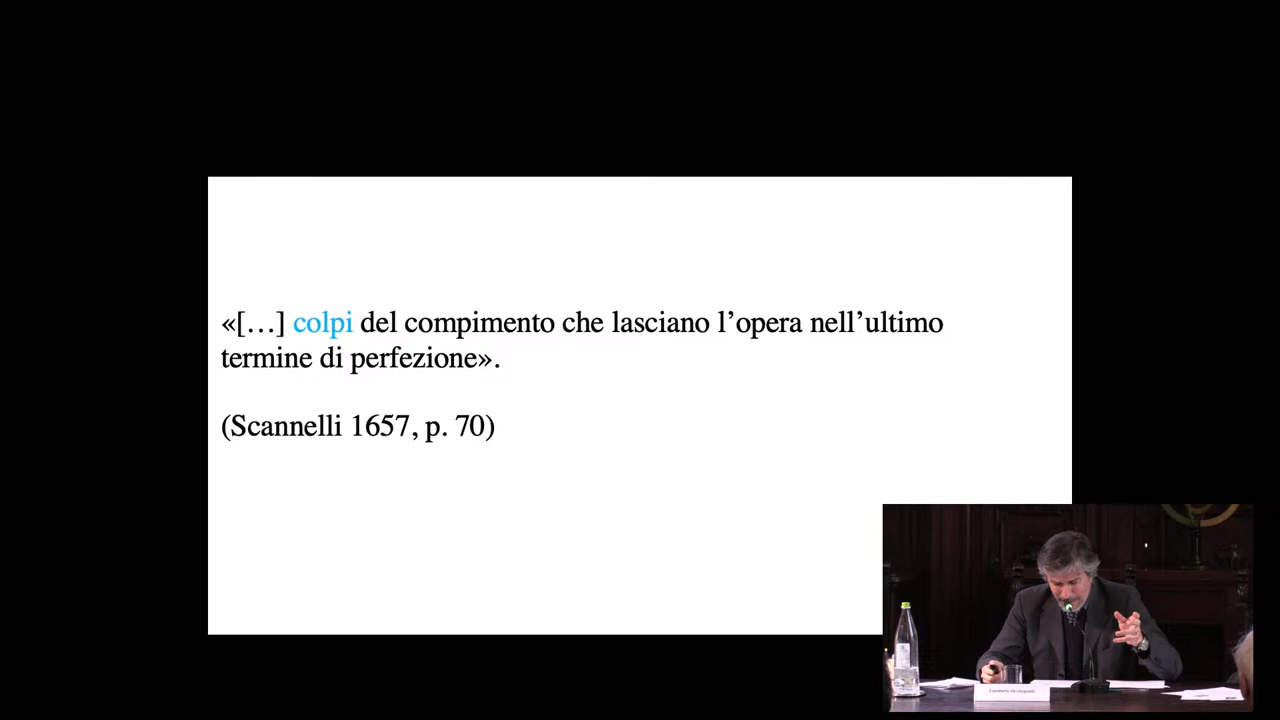 «[…] colpi del compimento che lasciano l’opera nell’ultimo
termine di perfezione».
(Scannelli 1657, p. 70)